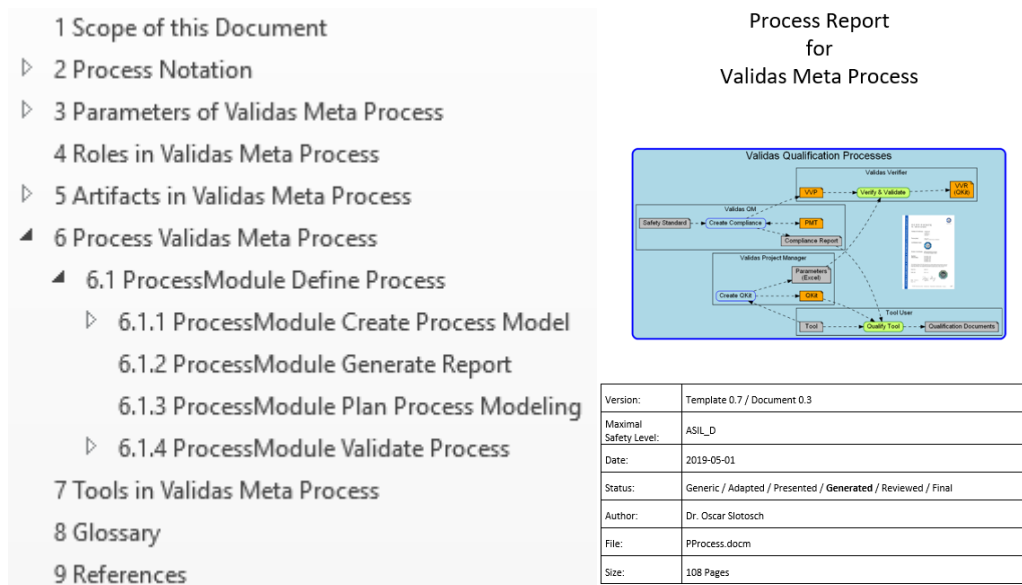 1 Scope of this Document
2 Process Notation
3 Parameters of Validas Meta Process
4 Roles in Validas Meta Process
5 Artifacts in Validas Meta Process
6 Process Validas Meta Process
6.1 ProcessModule Define Process
6.1.1 ProcessModule Create Process Model
6.1.2 ProcessModule Generate Report
6.1.3 ProcessModule Plan Process Modeling
6.1.4 ProcessModule Validate Process
7 Tools in Validas Meta Process
8 Glossary
9 References
Process Report
for
Validas Meta Process
Validas Qualification Processes
Validas Verifier
VVP
Verify & Validate
VVR
(QKit)
Validas QM
Safety Standard
Create Compliance
PMT
Compliance Report
Validas Project Manager
Parameters
(Excel)
Create QKit
QKit
Tool User
Tool
Qualify Tool
Qualification Documents
Version: Template 0.7 / Document 0.3
Maximal
Safety Level: ASIL_D
Date: 2019-05-01
Status: Generic / Adapted / Presented / Generated / Reviewed / Final
Author: Dr. Oscar Slotosch
File: PProcess.docm
Size: 108 Pages